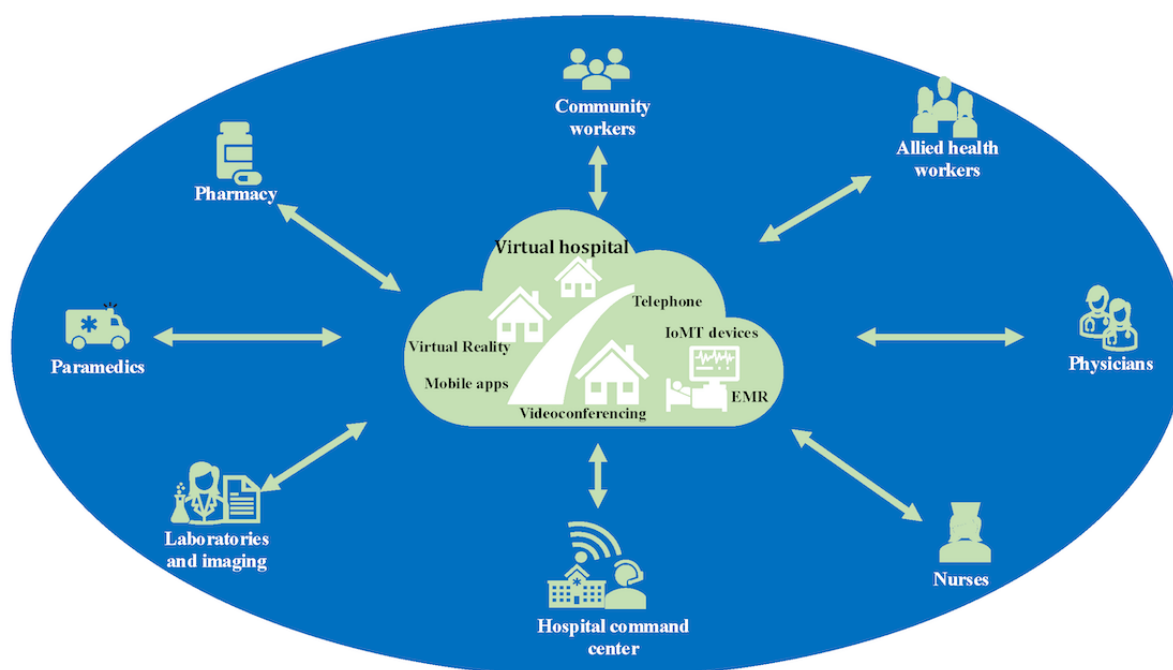 Community
workers
Allied health
workers
Pharmacy
Virtual hospital
Telephone
IoMT devices
Virtual Reality
Mobile apps
EMR
Videoconferencing
Paramedics
Physicians
Laboratories
and imaging
Nurses
Hospital command
center